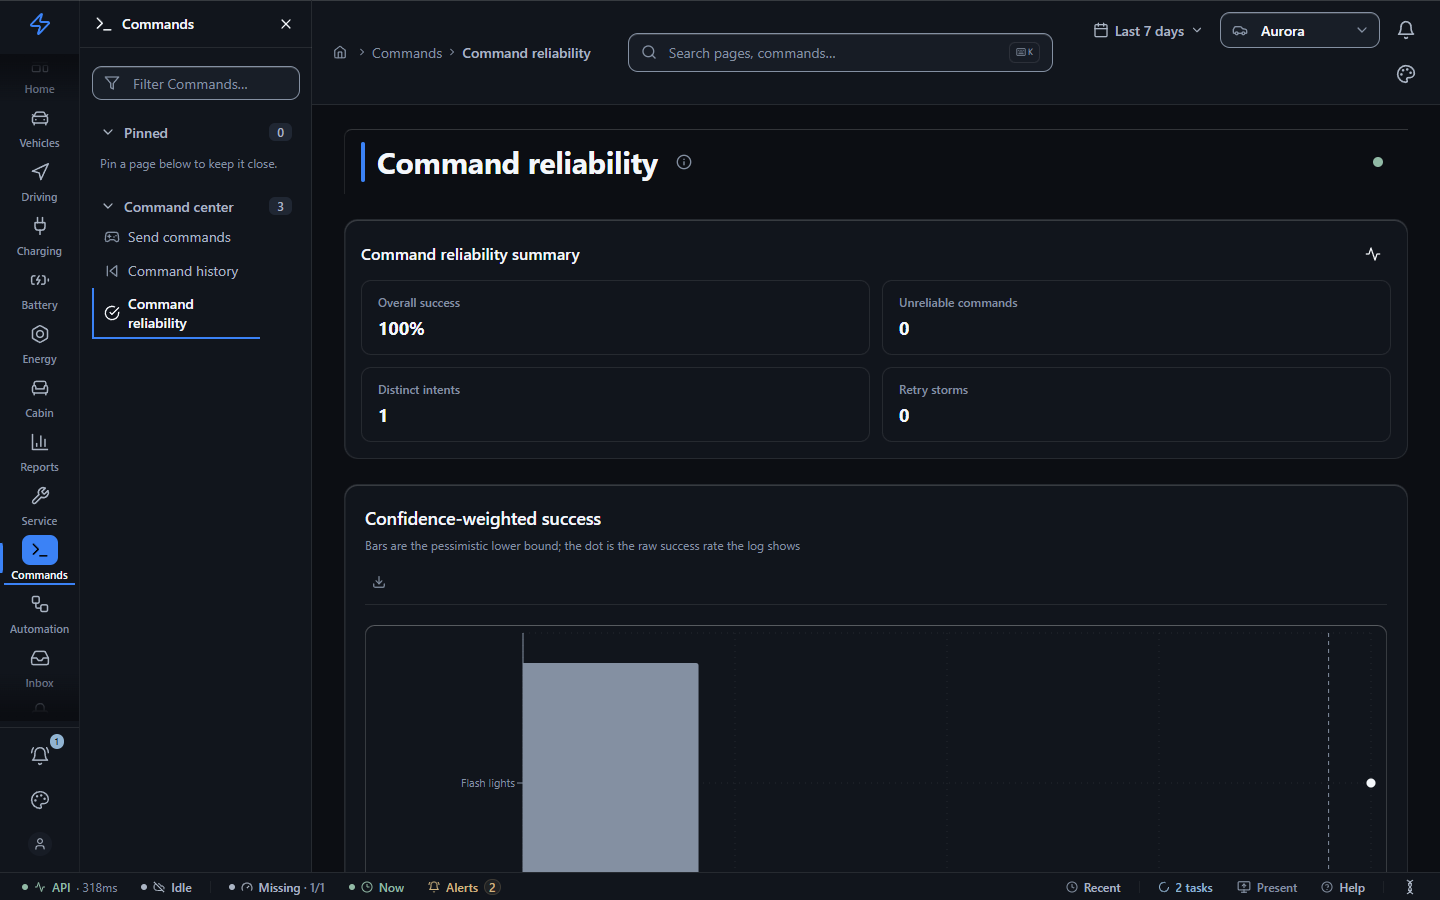 Commands
Filter Commands...
Pinned
0
Pin a page below to keep it close.
Command center
3
Send commands
Command history
Command
reliability
Home
Vehicles
Driving
Charging
Battery
Energy
Cabin
Reports
Service
Commands
Automation
Inbox
1
Commands
Command reliability
Search pages, commands...
K
Last 7 days
Aurora
Command reliability
Command reliability summary
Overall success
100%
Unreliable commands
0
Distinct intents
1
Retry storms
0
Confidence-weighted success
Bars are the pessimistic lower bound; the dot is the raw success rate the log shows
Flash lights
API · 318ms
Idle
Missing · 1/1
Now
Alerts 2
Recent
2 tasks
Present
Help